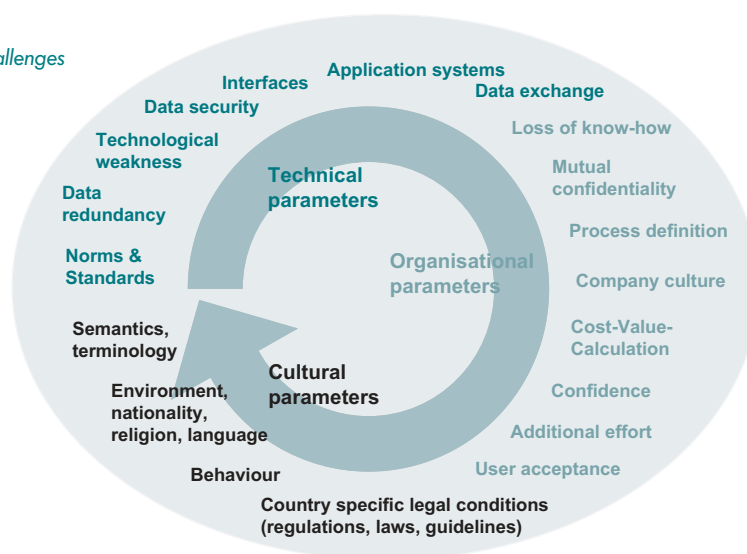 Application systems
Interfaces
Data exchange
Data security
Loss of know-how
Technological
weakness
Technical
parameters
Mutual
confidentiality
Data
redundancy
Process definition
Norms &
Standards
Organisational
parameters
Company culture
Semantics,
terminology
Cost-Value-
Calculation
Cultural
parameters
Environment,
nationality,
religion, language
Confidence
Additional effort
Behaviour
User acceptance
Country specific legal conditions
(regulations, laws, guidelines)